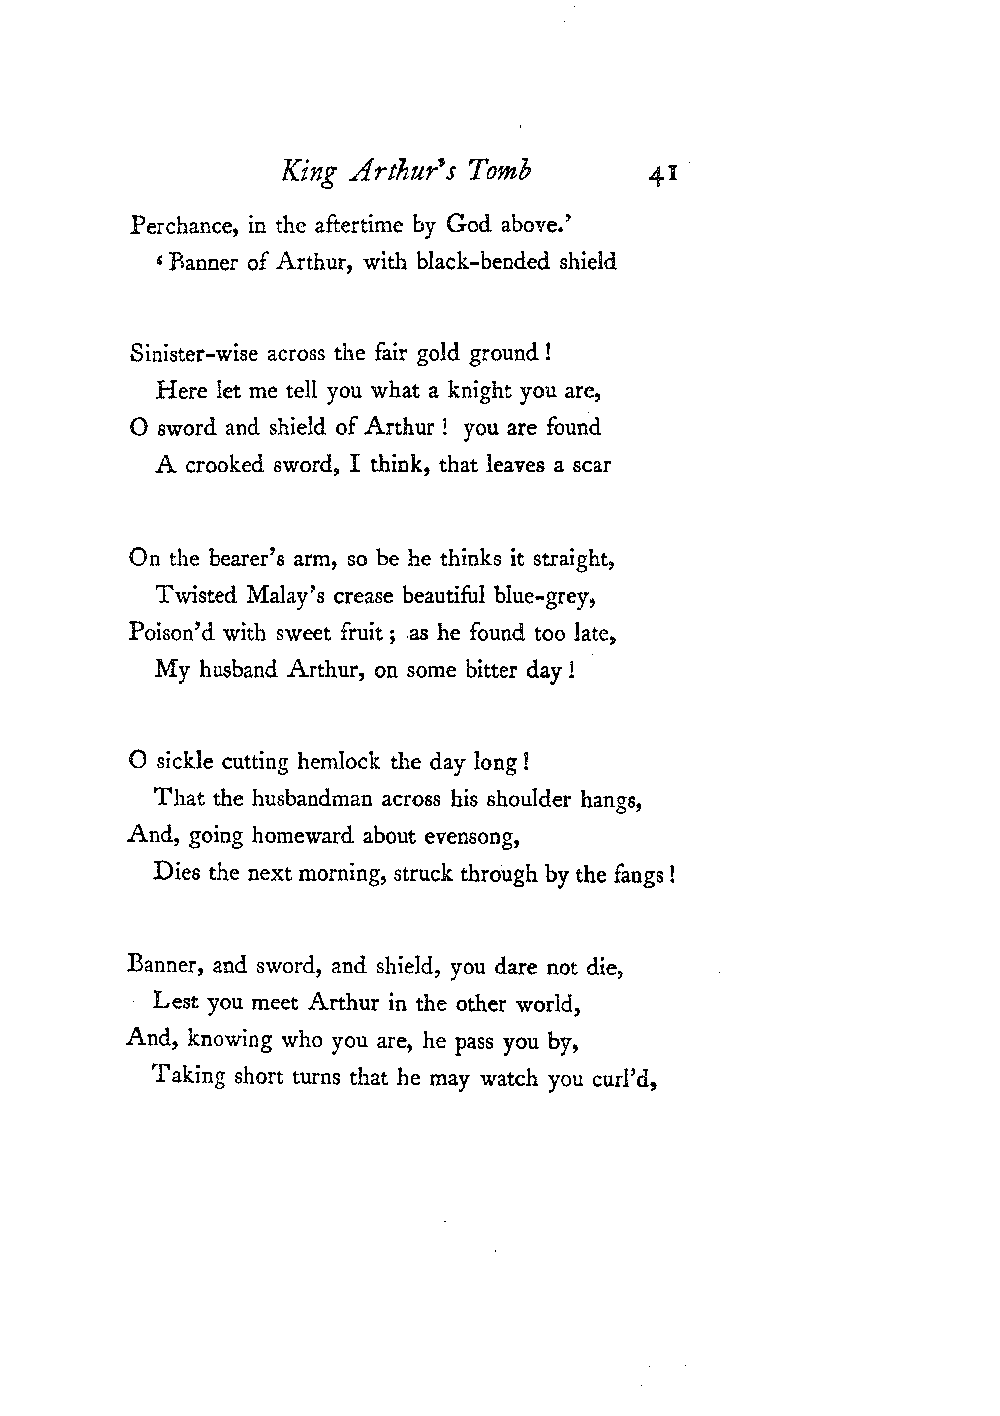 King Arthur's Tomb 41
Perchance, in the aftertime by God above.'
‘Banner of Arthur, with black-bended shield
Sinister-wise across the fair gold ground!
Here let me tell you what a knight you are,
O sword and shield of Arthur! you are found
A crooked sword, I think, that leaves a scar
On the bearer's arm, so be he thinks it straight,
Twisted Malay's crease beautiful blue-grey,
Poison'd with sweet fruit; as he found too late,
My husband Arthur, on some bitter day!
O sickle cutting hemlock the day long!
That the husbandman across his shoulder hangs,
And, going homeward about evensong,
Dies the next morning, struck through by the fangs!
Banner, and sword, and shield, you dare not die,
Lest you meet Arthur in the other world,
And, knowing who you are, he pass you by,
Taking short turns that he may watch you curl'd,